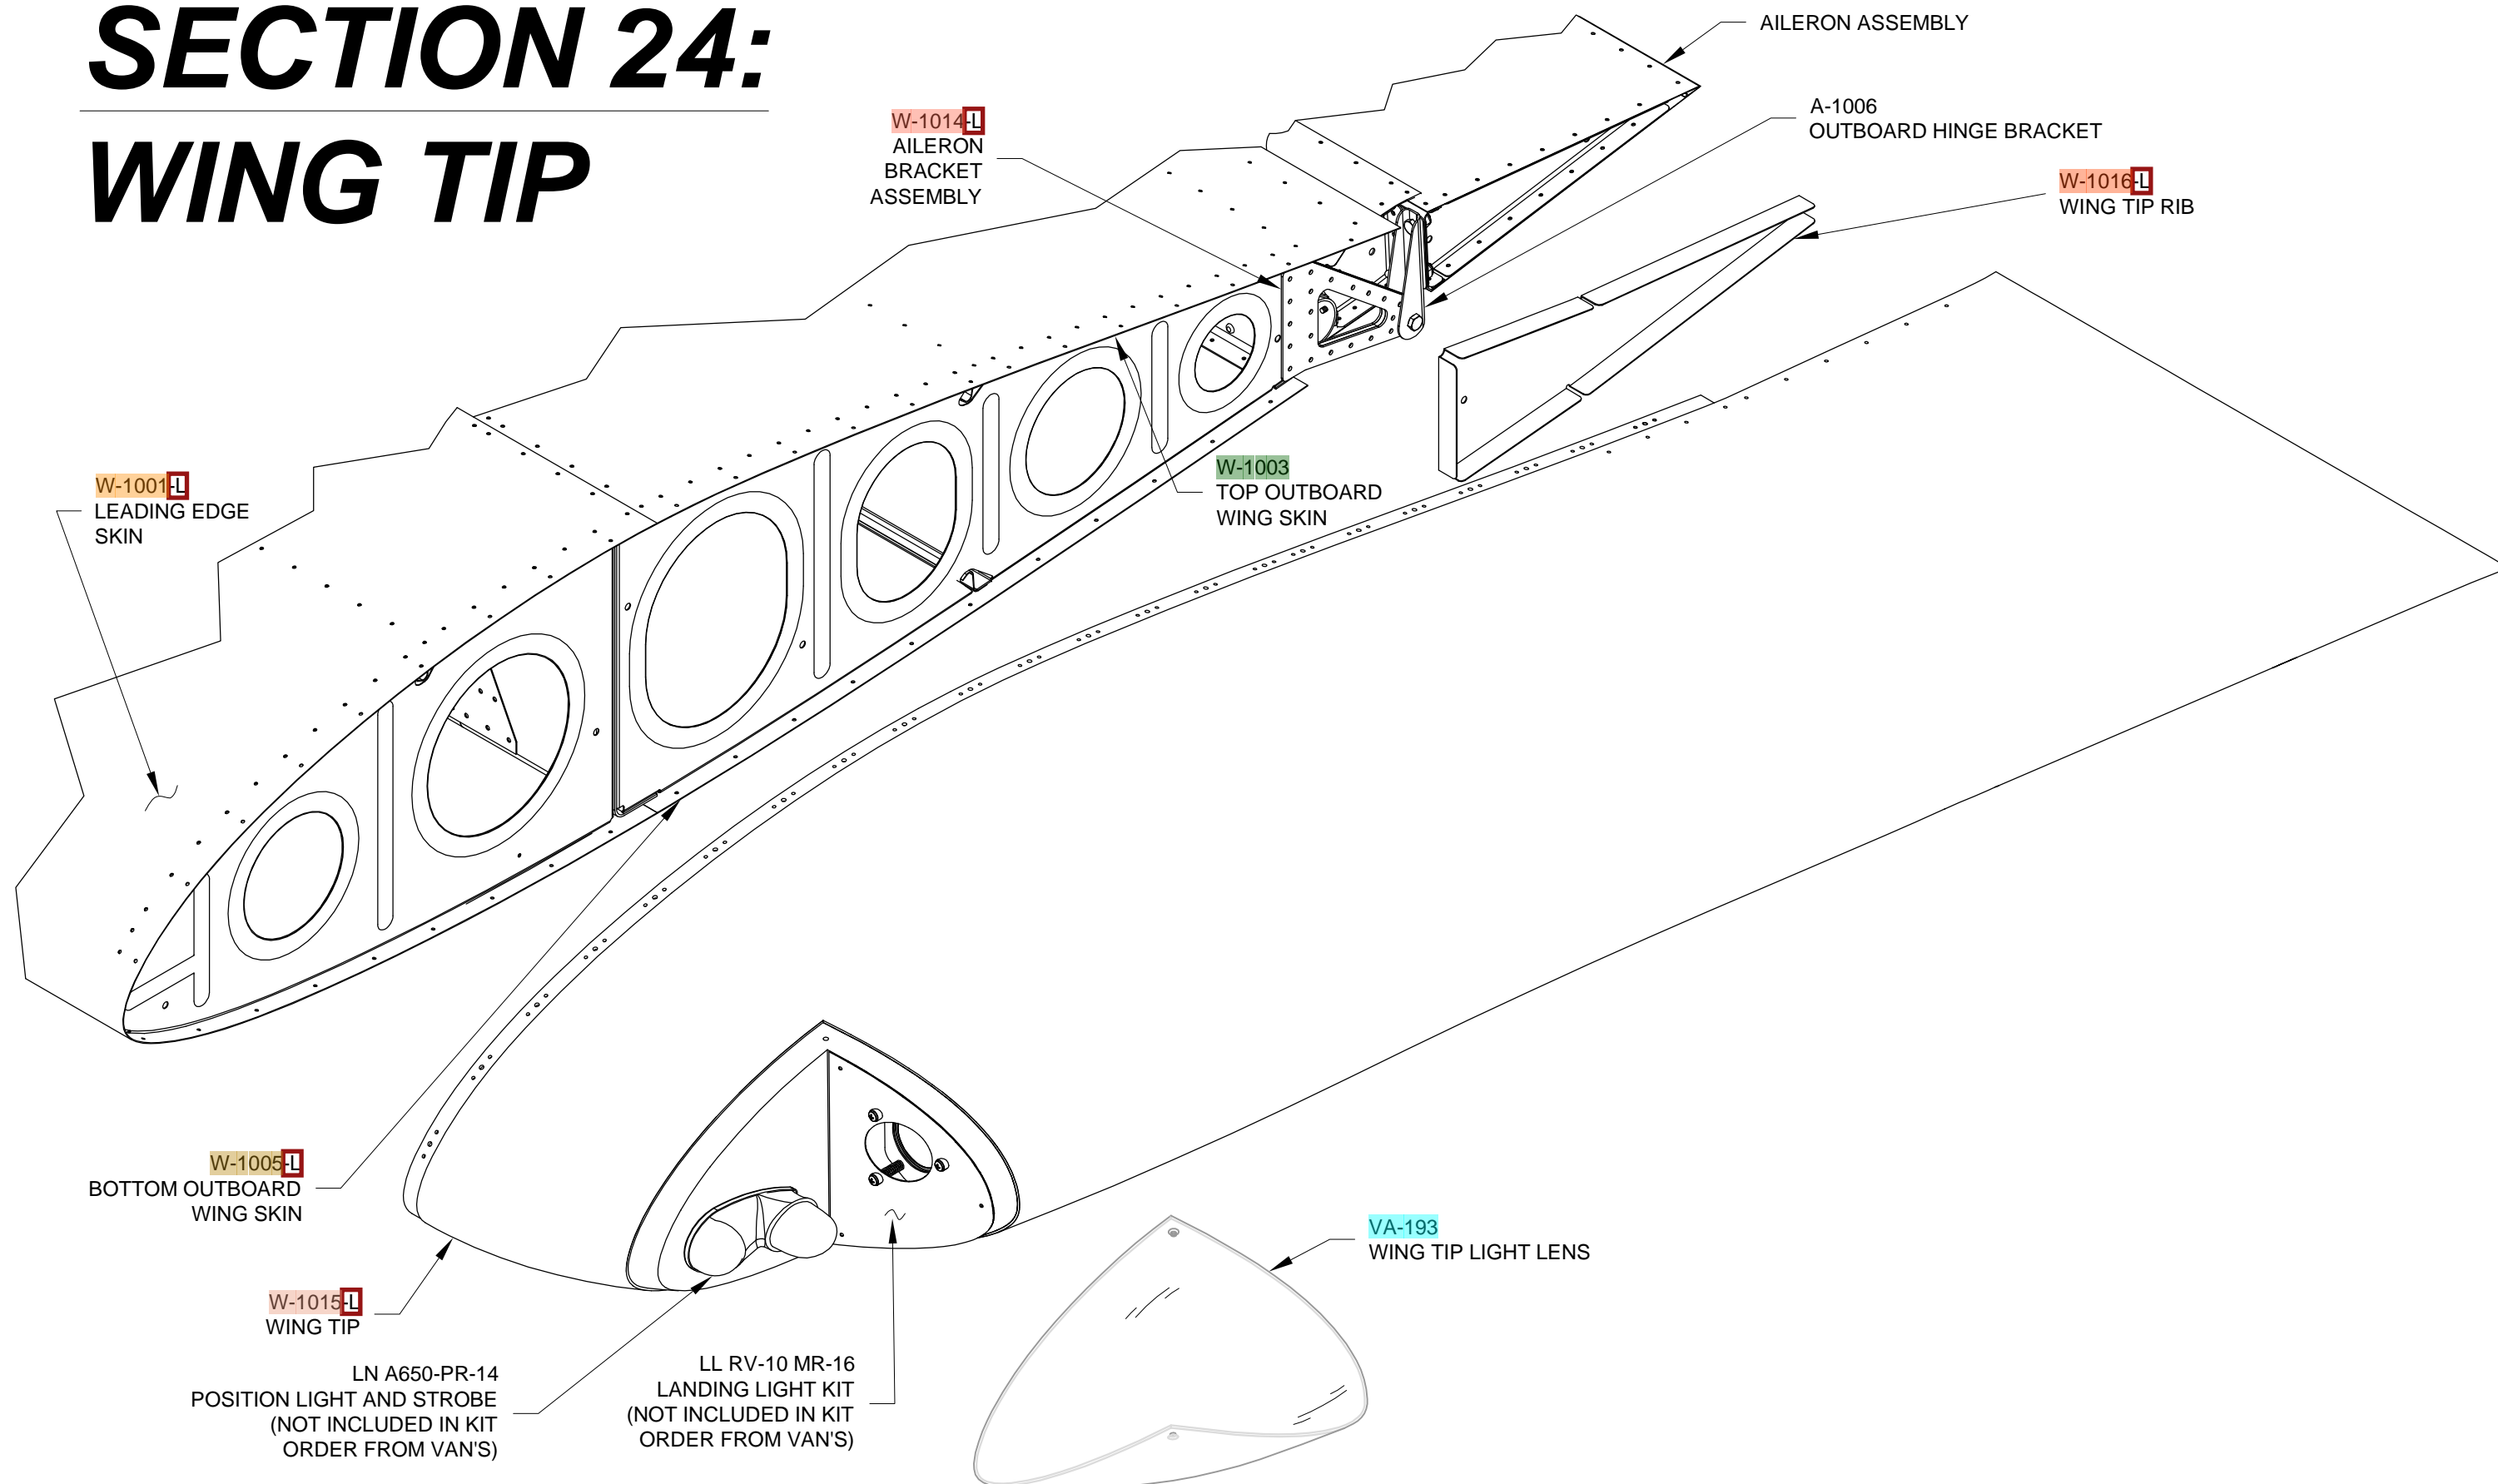 SECTION 24:
WING TIP
AILERON ASSEMBLY
A-1006
OUTBOARD HINGE BRACKET
W-1014-L
AILERON
BRACKET
ASSEMBLY
W-1016-L
WING TIP RIB
W-1001-L
LEADING EDGE
SKIN
W-1003
TOP OUTBOARD
WING SKIN
W-1005-L
BOTTOM OUTBOARD
WING SKIN
VA-193
WING TIP LIGHT LENS
W-1015-L
WING TIP
LN A650-PR-14
POSITION LIGHT AND STROBE
(NOT INCLUDED IN KIT
ORDER FROM VAN'S)
LL RV-10 MR-16
LANDING LIGHT KIT
(NOT INCLUDED IN KIT
ORDER FROM VAN'S)